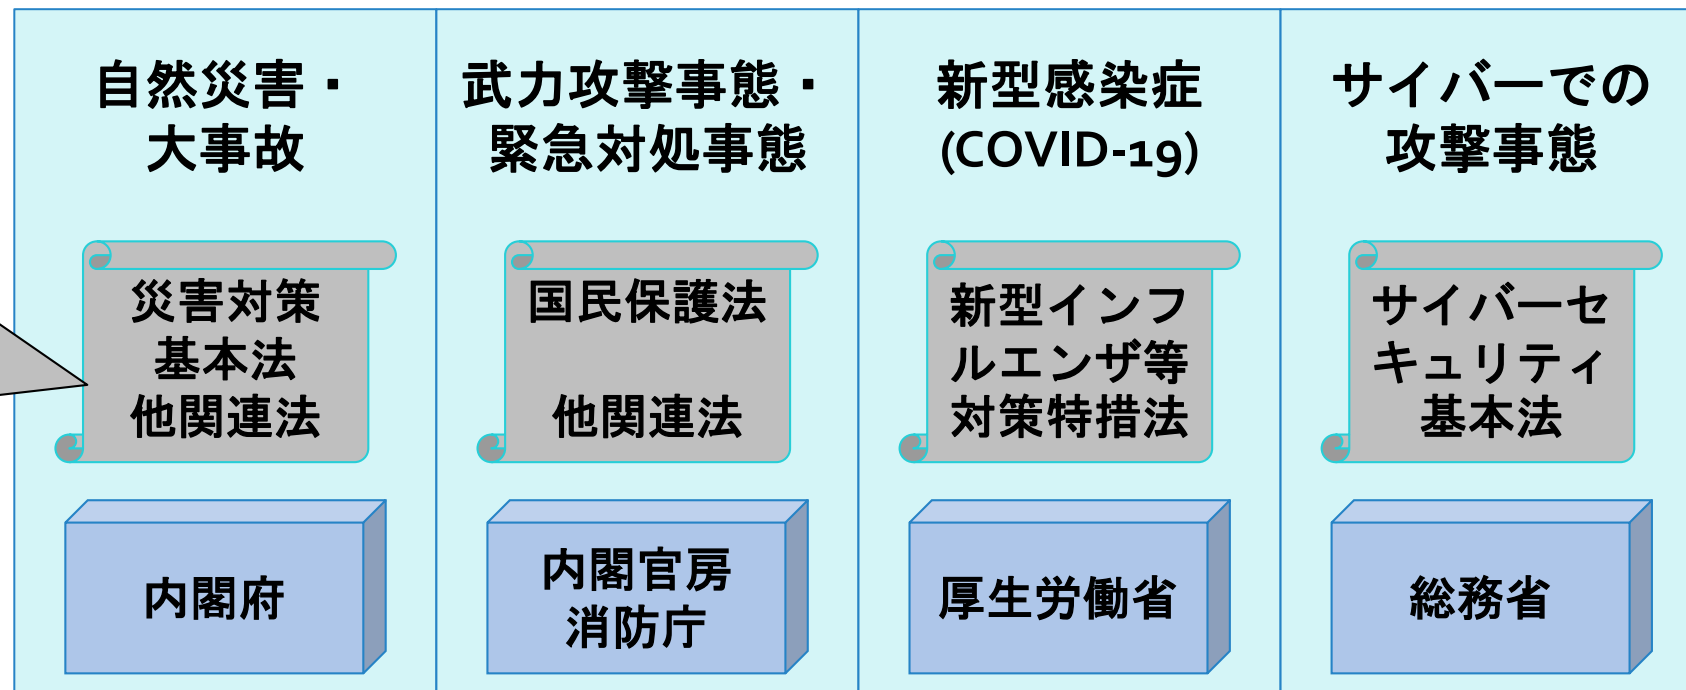 自然災害・
大事故
災害対策
基本法
他関連法
内閣府
武力攻撃事態・
緊急対処事態
国民保護法
他関連法
内閣官房
消防庁
新型感染症
(COVID-19)
新型インフ
ルエンザ等
対策特措法
厚生労働省
サイバーでの
攻撃事態
サイバーセ
キュリティ
基本法
総務省